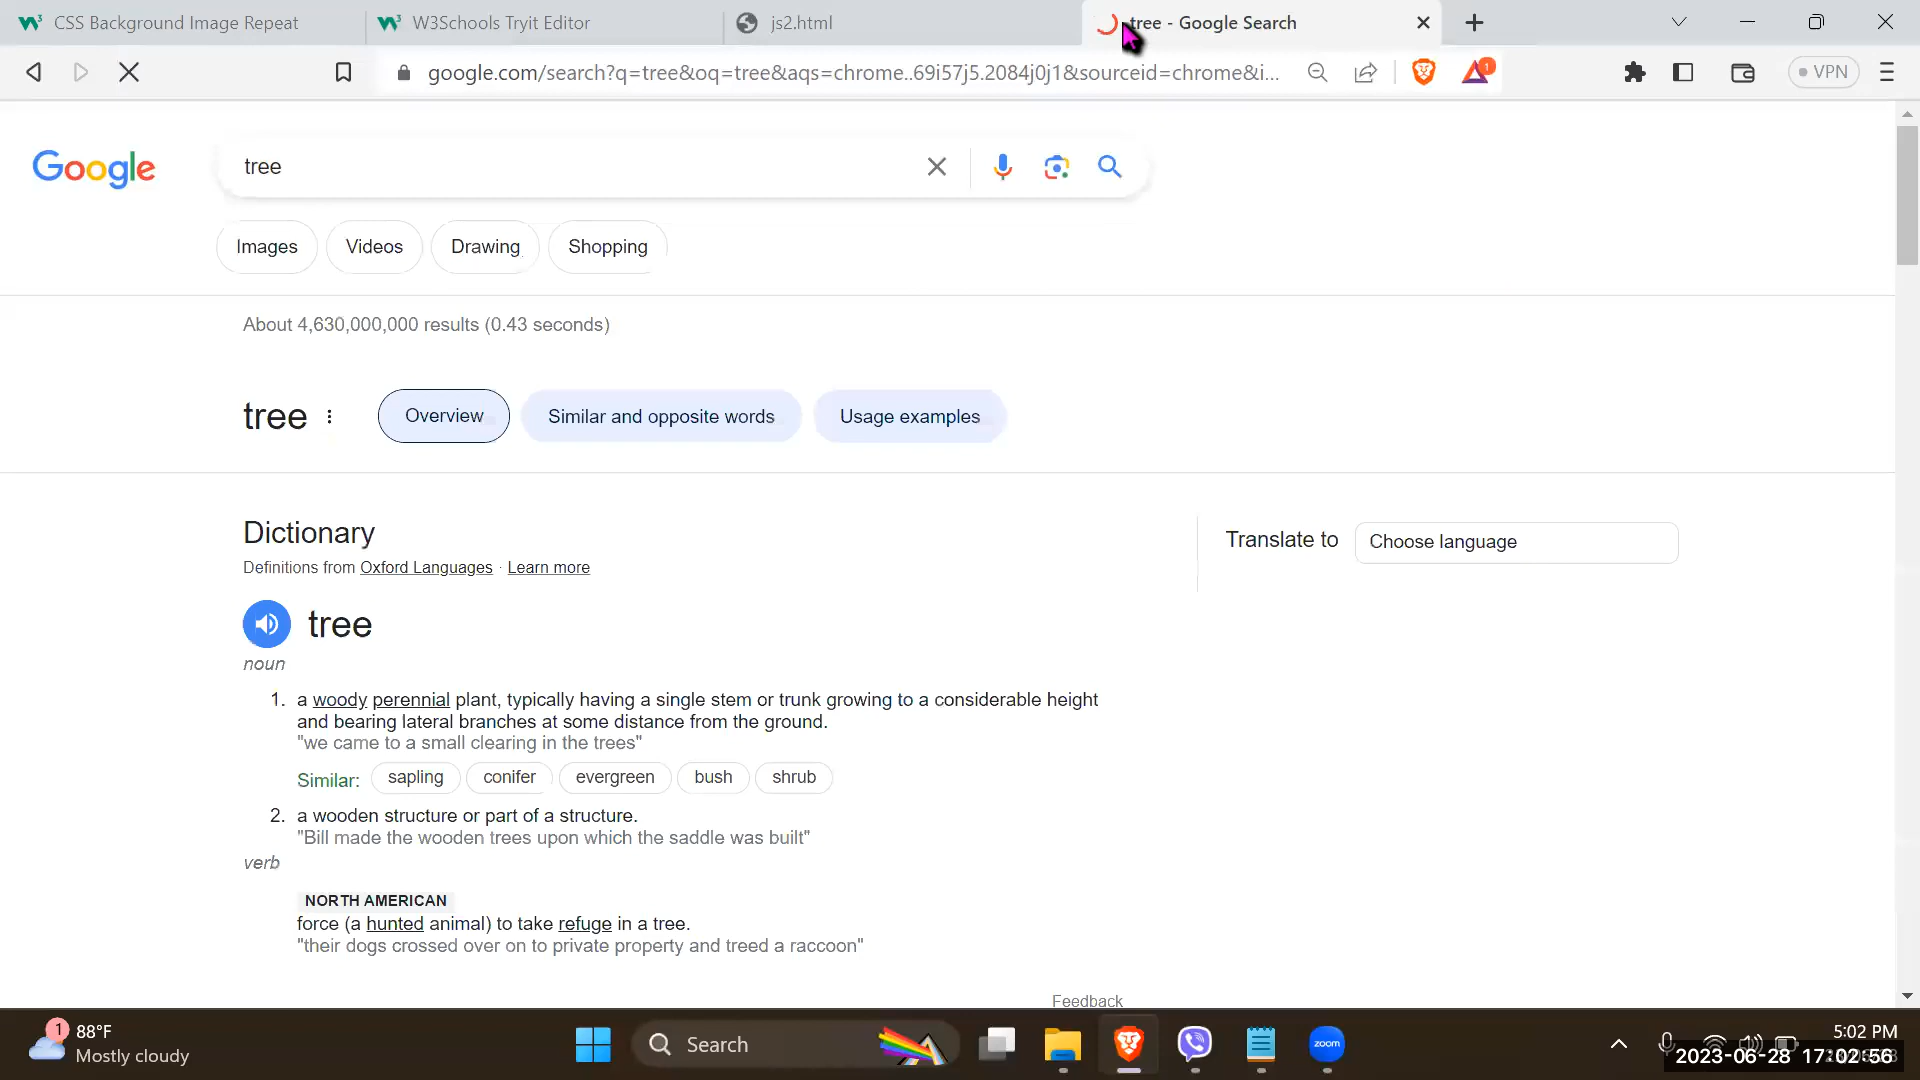 CSS Background Image Repeat
W3Schools Tryit Editor
js2.html
tree - Google Search
google.com/search?q=tree&oq=tree&aqs=chrome..69i57j5.2084j0j1&sourceid=chrome&i...
1
VPN
Google
tree
Images
Videos
Drawing
Shopping
About 4,630,000,000 results (0.43 seconds)
tree
Overview
Similar and opposite words
Usage examples
Dictionary
Definitions from Oxford Languages · Learn more
Translate to
Choose language
tree
noun
1. a woody perennial plant, typically having a single stem or trunk growing to a considerable height
and bearing lateral branches at some distance from the ground.
"we came to a small clearing in the trees"
Similar: sapling conifer evergreen bush shrub
2. a wooden structure or part of a structure.
"Bill made the wooden trees upon which the saddle was built"
verb
NORTH AMERICAN
force (a hunted animal) to take refuge in a tree.
"their dogs crossed over on to private property and treed a raccoon"
Feedback
1
88°F
Mostly cloudy
Search
zoom
5:02 PM
2023-06-28 17:02:56